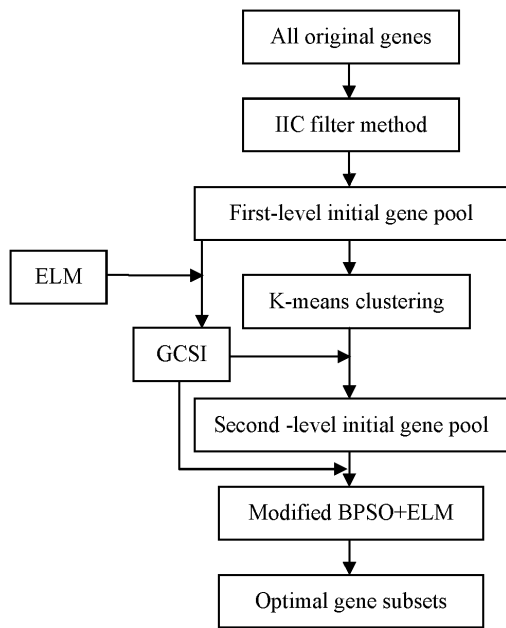 All original genes
IIC filter method
First-level initial gene pool
ELM
K-means clustering
GCSI
Second -level initial gene pool
Modified BPSO+ELM
Optimal gene subsets